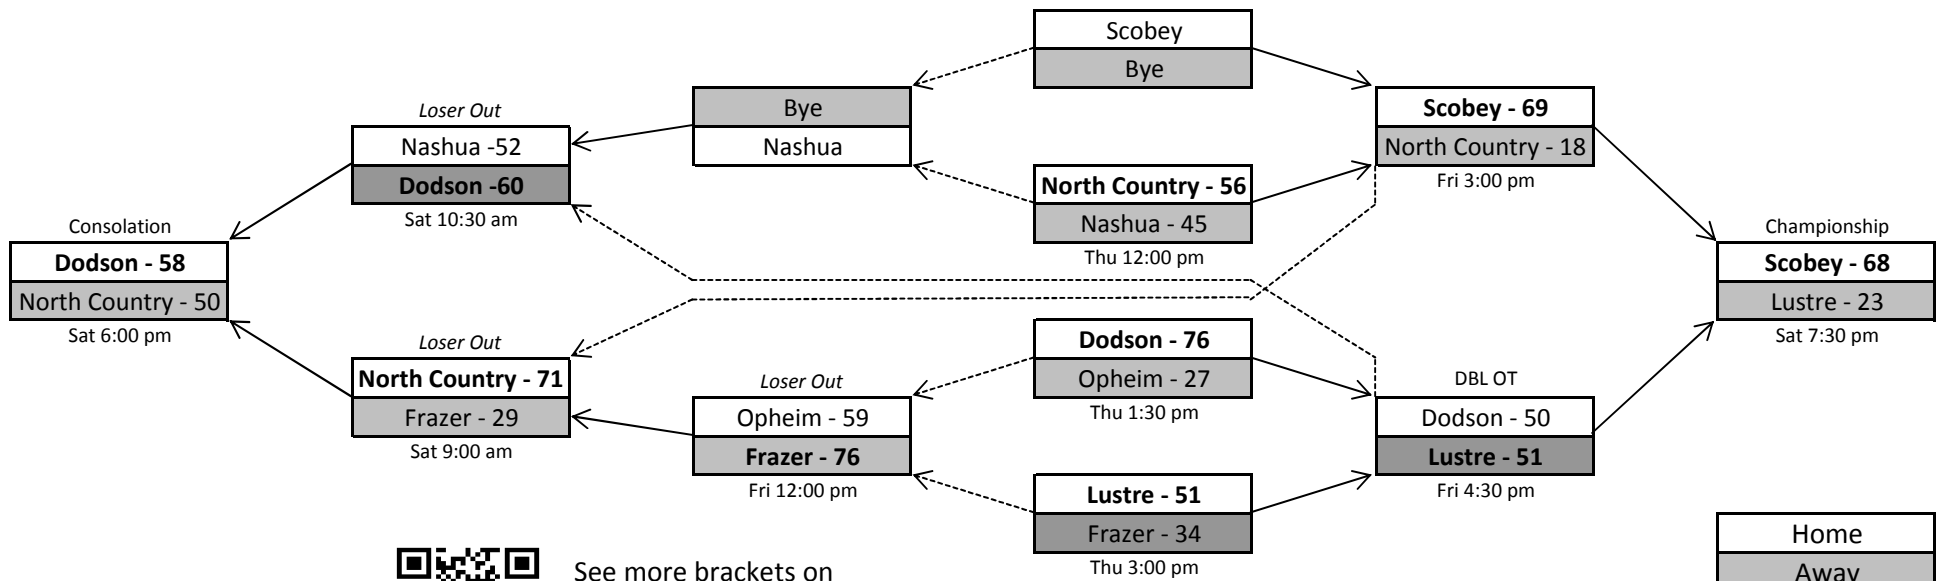 Scobey
Bye
Bye
Nashua
Loser Out
Nashua -52
Dodson -60
Sat 10:30 am
Scobey - 69
North Country - 18
Fri 3:00 pm
North Country - 56
Nashua - 45
Thu 12:00 pm
Consolation
Dodson - 58
North Country - 50
Sat 6:00 pm
Championship
Scobey - 68
Lustre - 23
Sat 7:30 pm
Loser Out
North Country - 71
Frazer - 29
Sat 9:00 am
Dodson - 76
Opheim - 27
Thu 1:30 pm
Loser Out
Opheim - 59
Frazer - 76
Fri 12:00 pm
DBL OT
Dodson - 50
Lustre - 51
Fri 4:30 pm
Lustre - 51
Frazer - 34
Thu 3:00 pm
See more brackets on
Home
Away